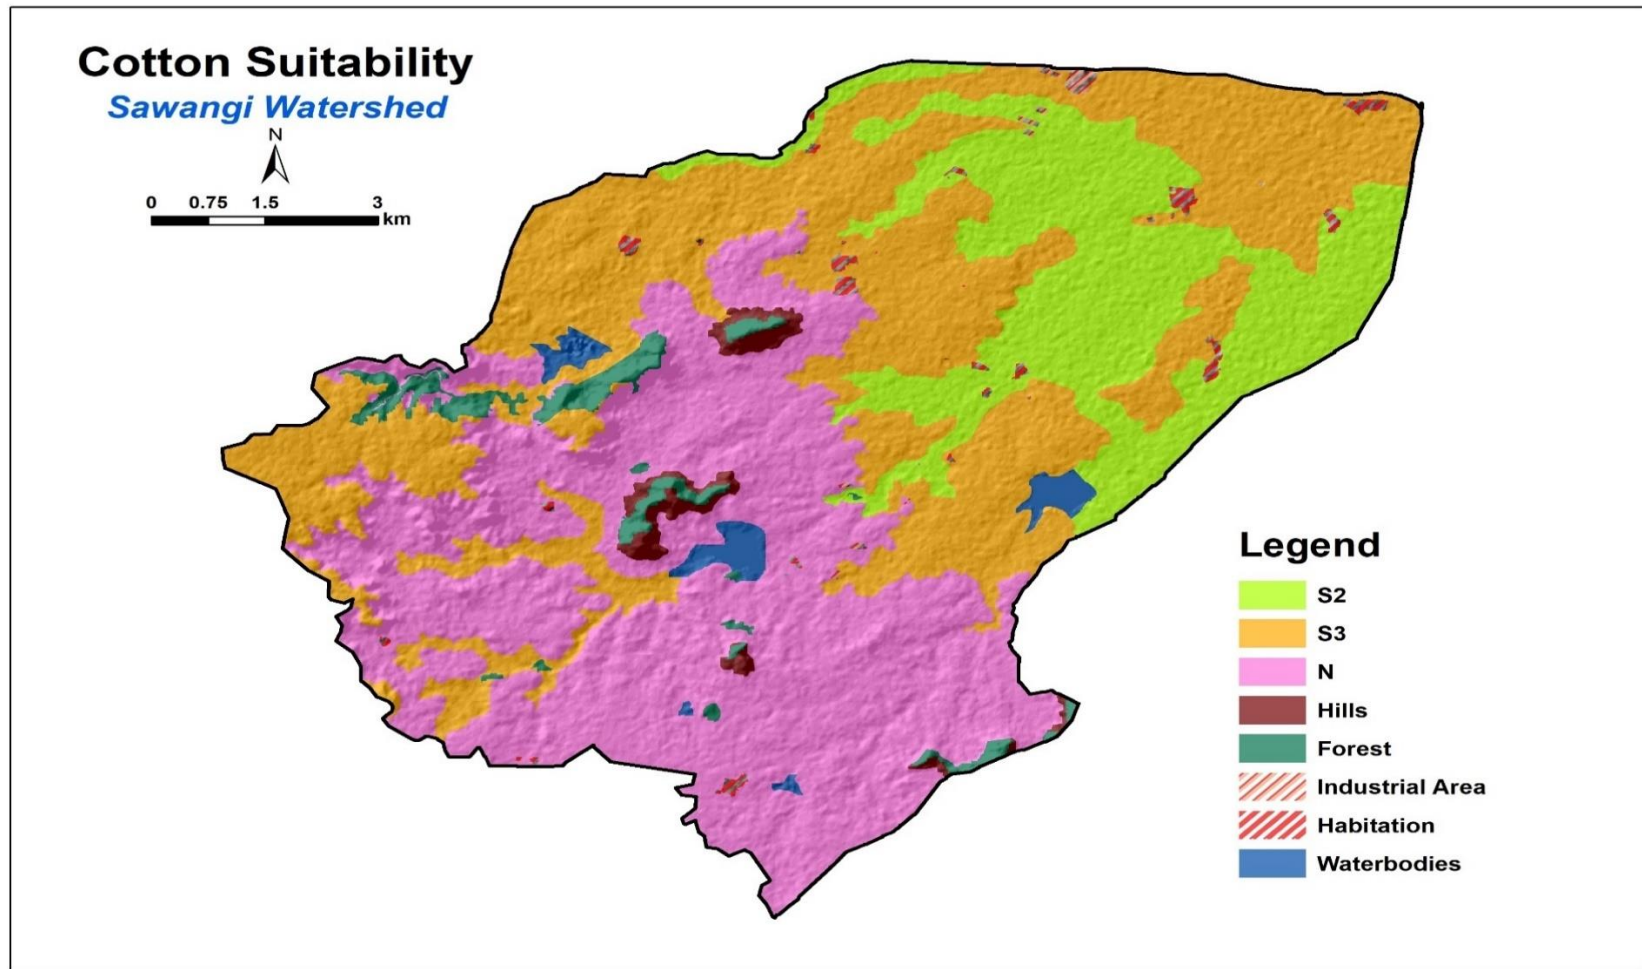 Cotton Suitability
Sawangi Watershed
N
0 0.75 1.5 3
km
Legend
S2
S3
N
Hills
Forest
Industrial Area
Habitation
Waterbodies